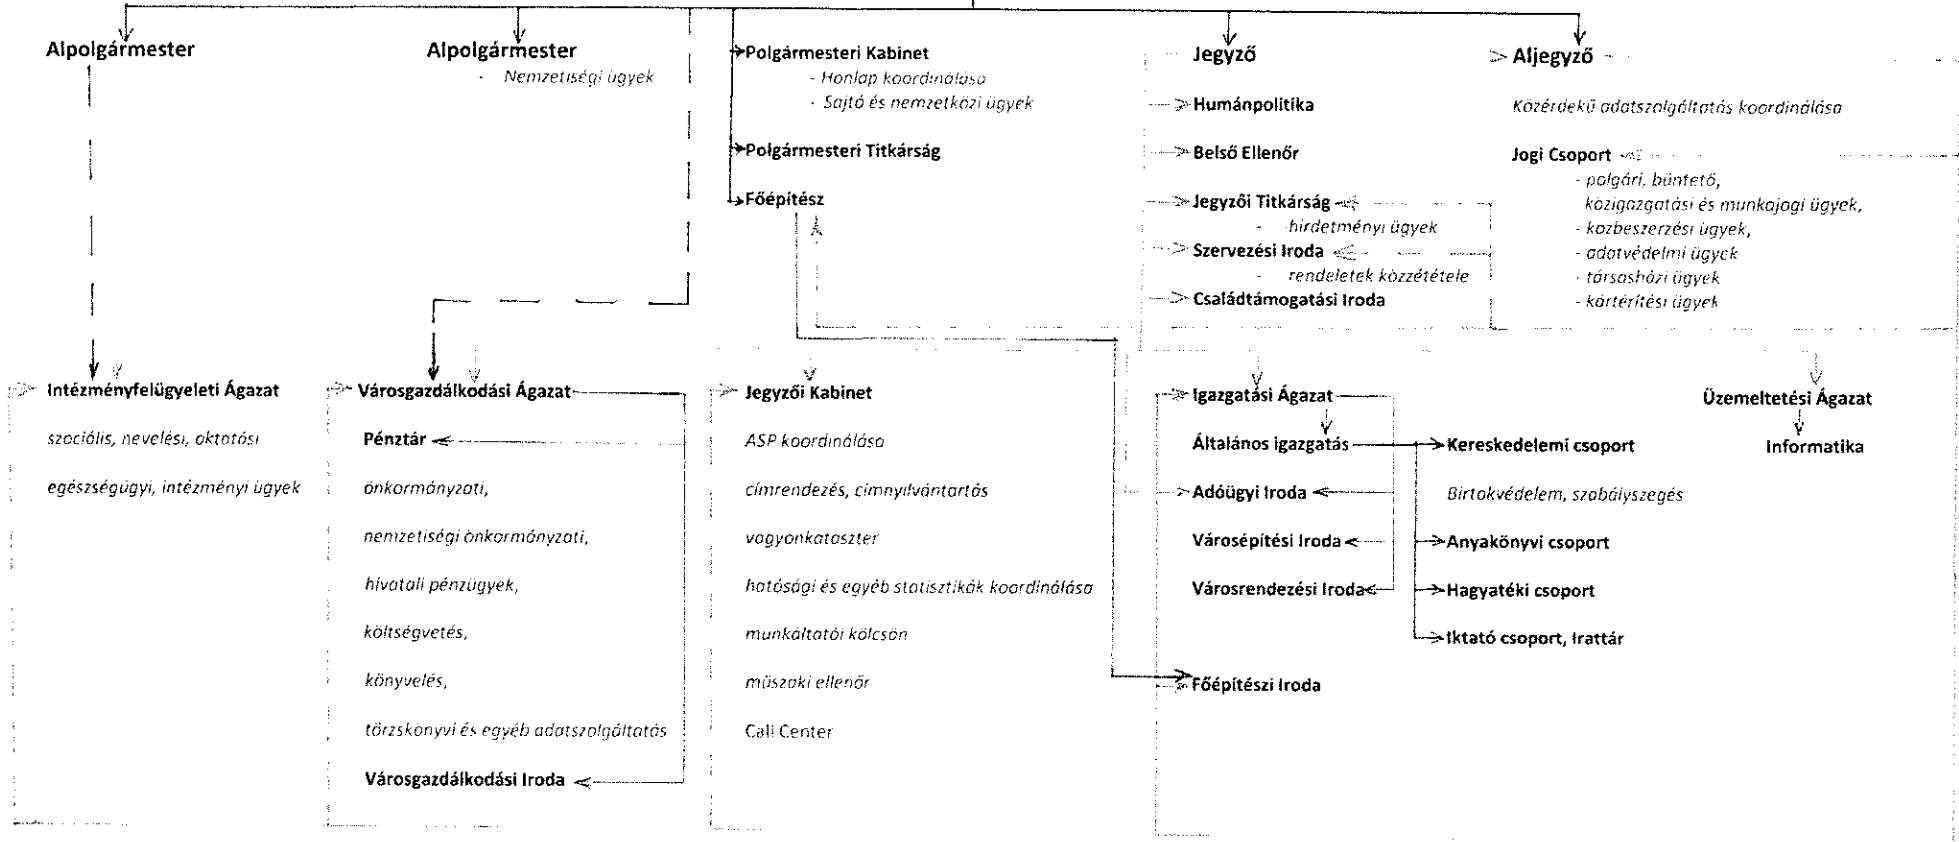 Alpolgármester
Alpolgármester
- Nemzetiségi ügyek
Polgármesteri Kabinet
- Honlap koordinálása
- Sajtó és nemzetközi ügyek
Polgármesteri Titkárság
Főépítész
Jegyző
Humánpolitika
Belső Ellenőr
Jegyzői Titkárság
- hirdetményi ügyek
Szervezési Iroda
- rendeletek közzététele
Családtámogatási Iroda
Aljegyző
Közérdekű adatszolgáltatás koordinálása
Jogi Csoport
- polgári, büntető,
közigazgatási és munkajogi ügyek,
- közbeszerzési ügyek,
- adatvédelmi ügyek
- társasházi ügyek
- kártérítési ügyek
Intézményfelügyeleti Ágazat
szociális, nevelési, oktatási
egészségügyi, intézményi ügyek
Városgazdálkodási Ágazat
Pénztár
önkormányzati,
nemzetiségi önkormányzati,
hivatali pénzügyek,
költségvetés,
könyvelés,
törzskönyvi és egyéb adatszolgáltatás
Városgazdálkodási Iroda
Jegyzői Kabinet
ASP koordinálása
címrendezés, címnyilvántartás
vagyonkataszter
hatósági és egyéb statisztikák koordinálása
munkáltatói kölcsön
műszaki ellenőr
Call Center
Igazgatási Ágazat
Általános igazgatás
Adóügyi Iroda
Városépítési Iroda
Városrendezési Iroda
Főépítészi Iroda
Kereskedelemi csoport
Birtokvédelem, szabályszegés
Anyakönyvi csoport
Hagyatéki csoport
Iktató csoport, Irattár
Üzemeltetési Ágazat
Informatika